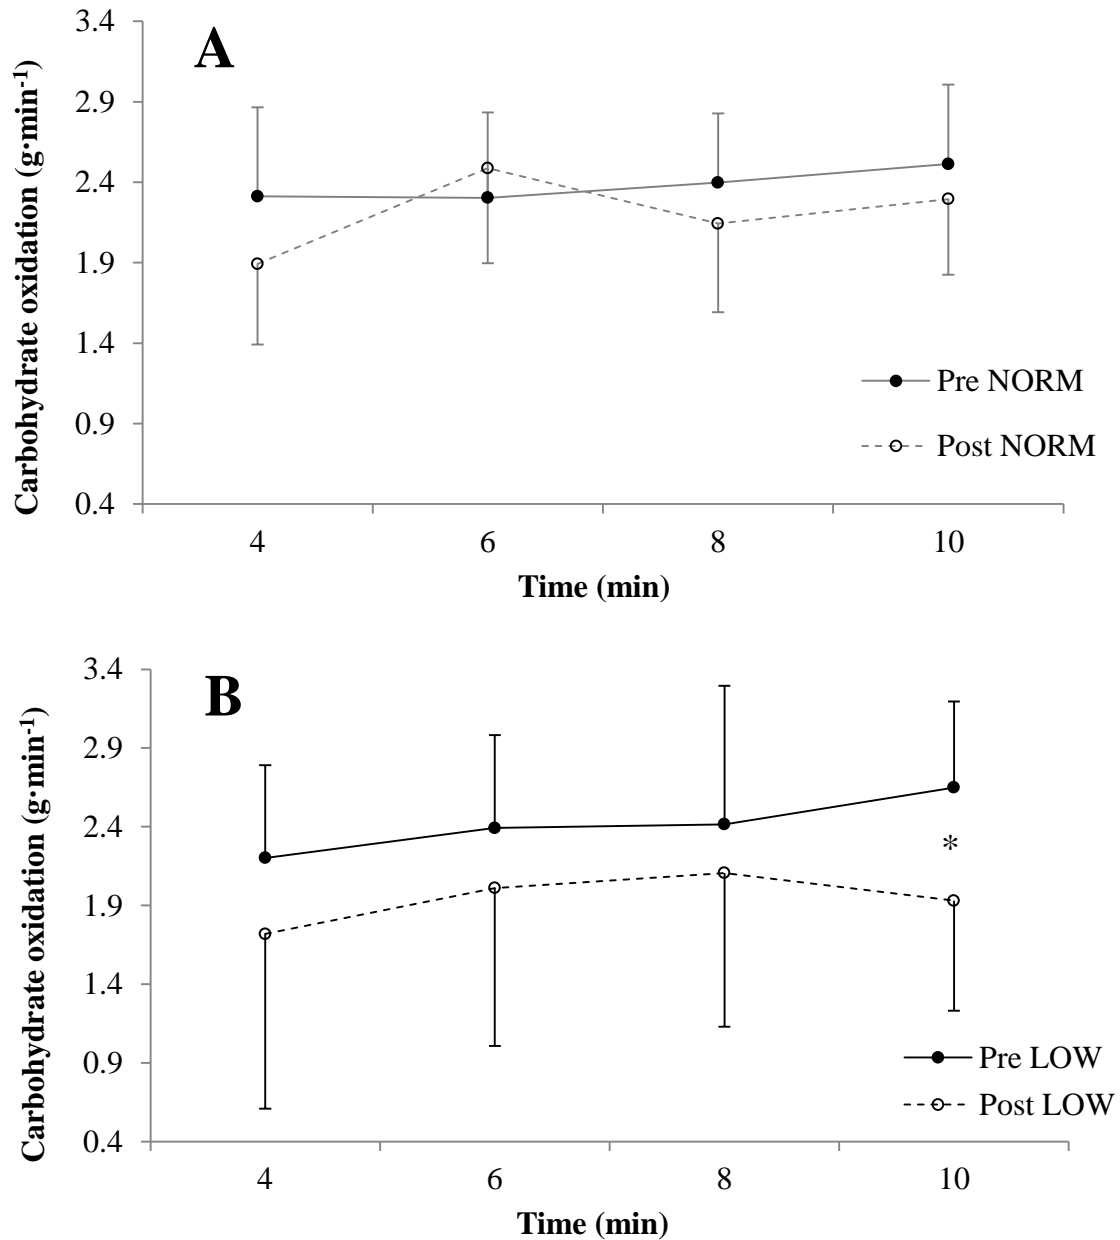 A
Carbohydrate oxidation (g·min-1)
3.4
2.9
2.4
1.9
1.4
0.9
0.4
Pre NORM
Post NORM
4 6 8 10
Time (min)
B
Carbohydrate oxidation (g·min-1)
3.4
2.9
2.4
1.9
1.4
0.9
0.4
*
Pre LOW
Post LOW
4 6 8 10
Time (min)